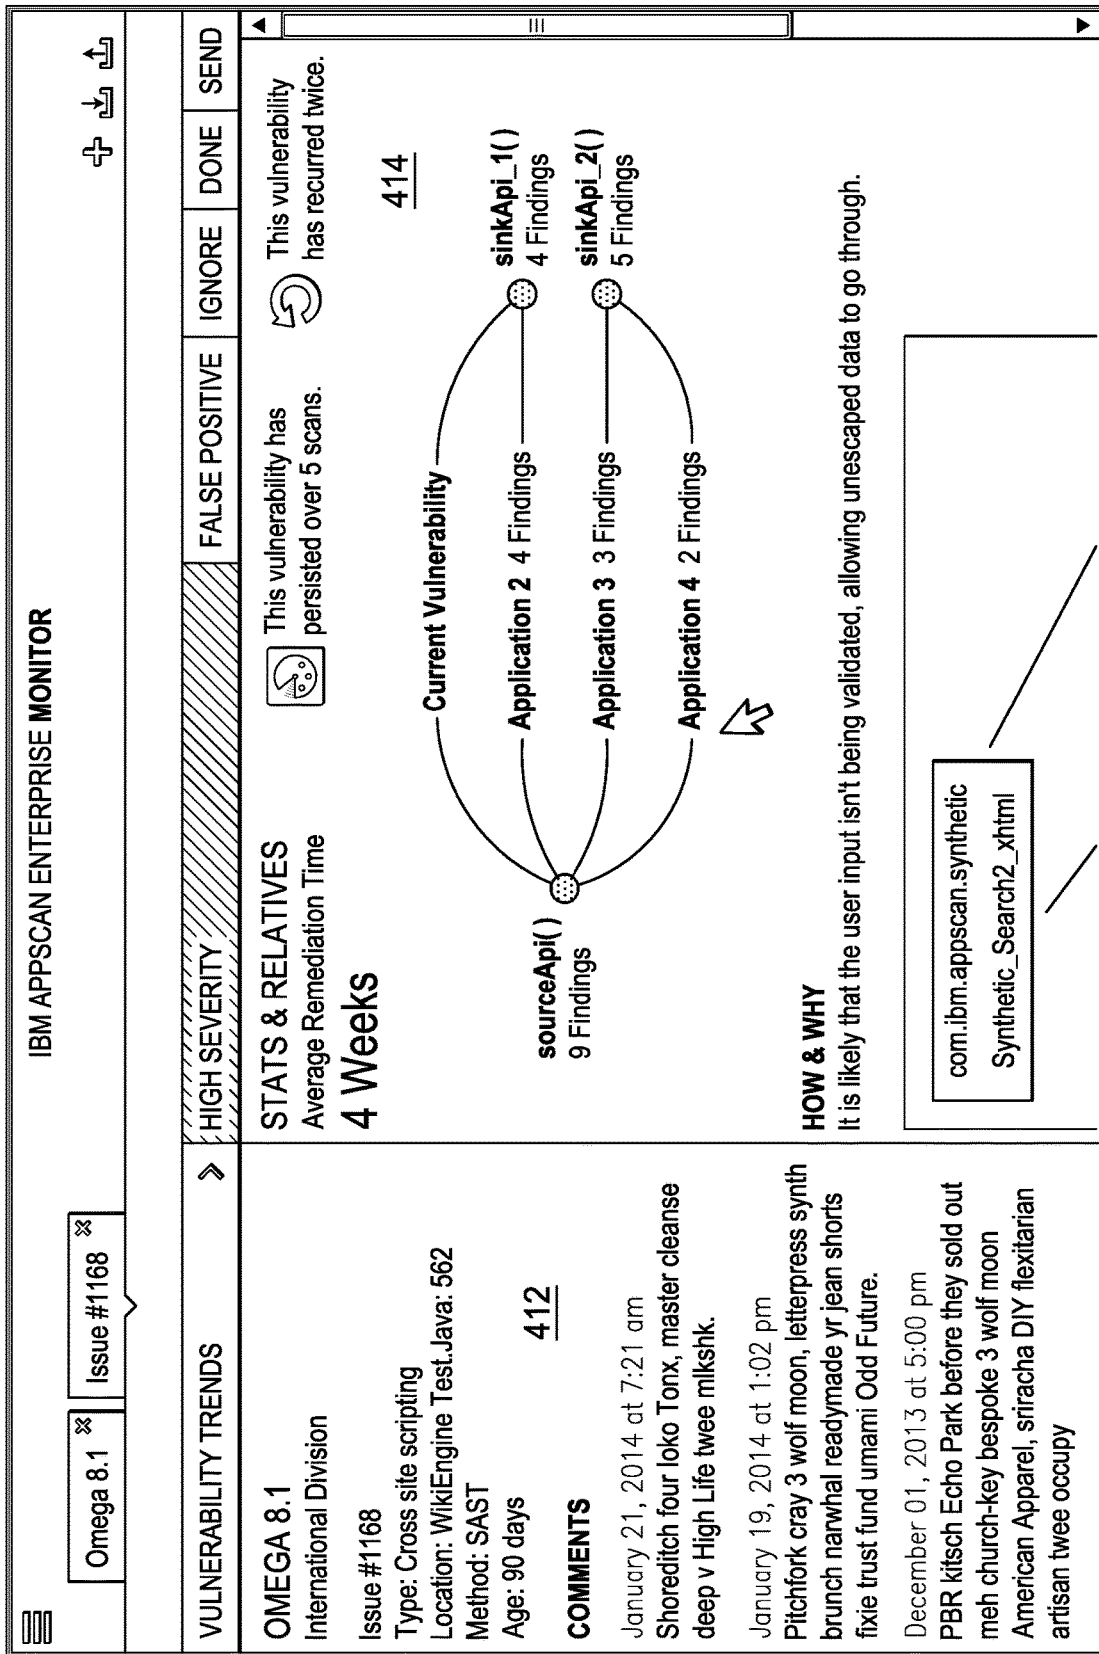 IBM APPSCAN ENTERPRISE MONITOR
Omega 8.1
Issue #1168
VULNERABILITY TRENDS
HIGH SEVERITY
FALSE POSITIVE
IGNORE
DONE
SEND
OMEGA 8.1
International Division
Issue #1168
Type: Cross site scripting
Location: WikiEngine Test.Java: 562
Method: SAST
Age: 90 days
412
COMMENTS
January 21, 2014 at 7:21 am
Shoreditch four loko Tonx, master cleanse
deep v High Life twee mlkshk.
January 19, 2014 at 1:02 pm
Pitchfork cray 3 wolf moon, letterpress synth
brunch narwhal readymade yr jean shorts
fixie trust fund umami Odd Future.
December 01, 2013 at 5:00 pm
PBR kitsch Echo Park before they sold out
meh church-key bespoke 3 wolf moon
American Apparel, sriracha DIY flexitarian
artisan twee occupy
STATS & RELATIVES
Average Remediation Time
4 Weeks
This vulnerability has
persisted over 5 scans.
This vulnerability
has recurred twice.
414
sourceApi( )
9 Findings
Current Vulnerability
Application 2 4 Findings
Application 3 3 Findings
Application 4 2 Findings
sinkApi_1( )
4 Findings
sinkApi_2( )
5 Findings
HOW & WHY
It is likely that the user input isn't being validated, allowing unescaped data to go through.
com.ibm.appscan.synthetic
Synthetic_Search2_xhtml